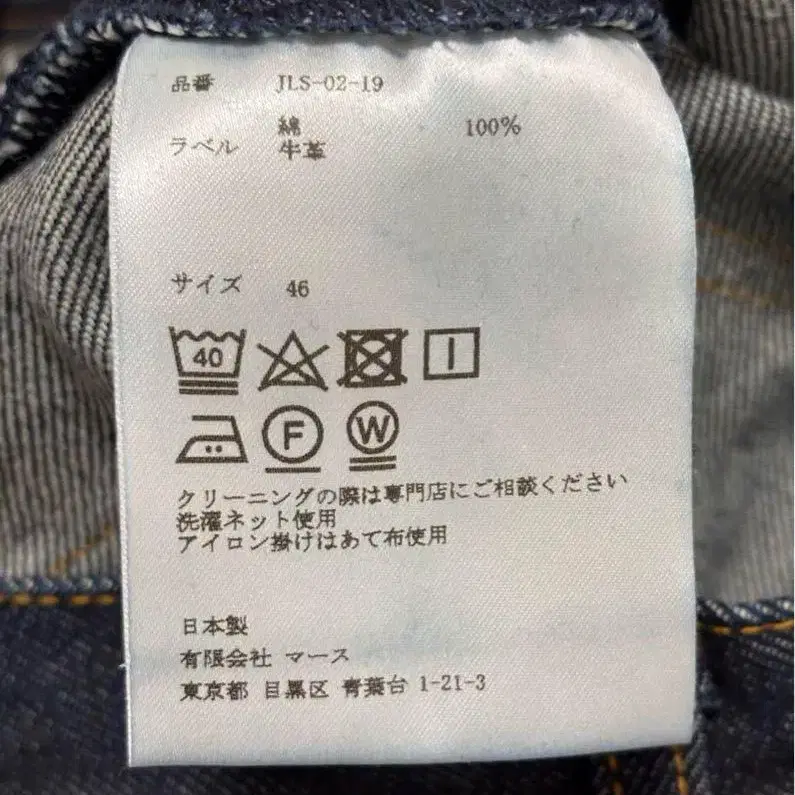 品番 JLS-02-19
綿 100%
ラベル 牛革
サイズ 46
40
F W
クリーニングの際は専門店にご相談ください
洗濯ネット使用
アイロン掛けはあて布使用
日本製
有限会社 マース
東京都 目黒区 青葉台 1-21-3